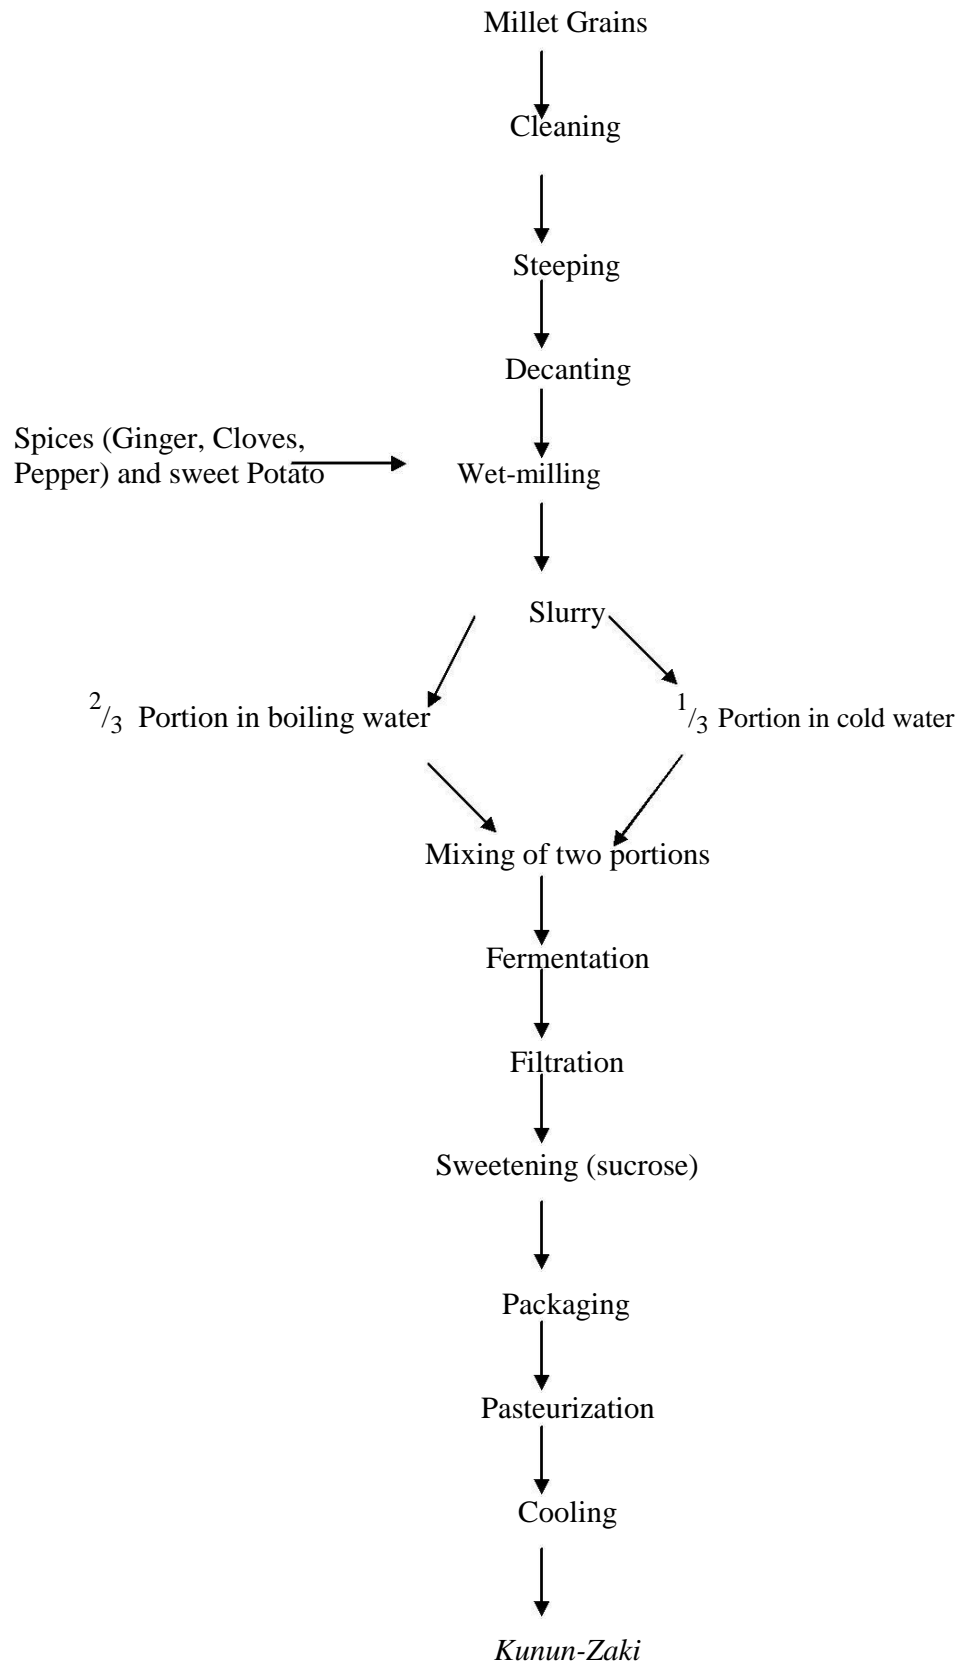 Millet Grains
Cleaning
Steeping
Decanting
Spices (Ginger, Cloves,
Pepper) and sweet Potato
Wet-milling
Slurry
2/3 Portion in boiling water
1/3 Portion in cold water
Mixing of two portions
Fermentation
Filtration
Sweetening (sucrose)
Packaging
Pasteurization
Cooling
Kunun-Zaki